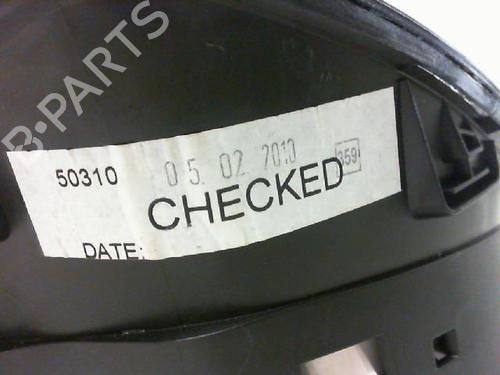 B-PARTS
50310 05. 02. 2010 359
CHECKED
DATE: